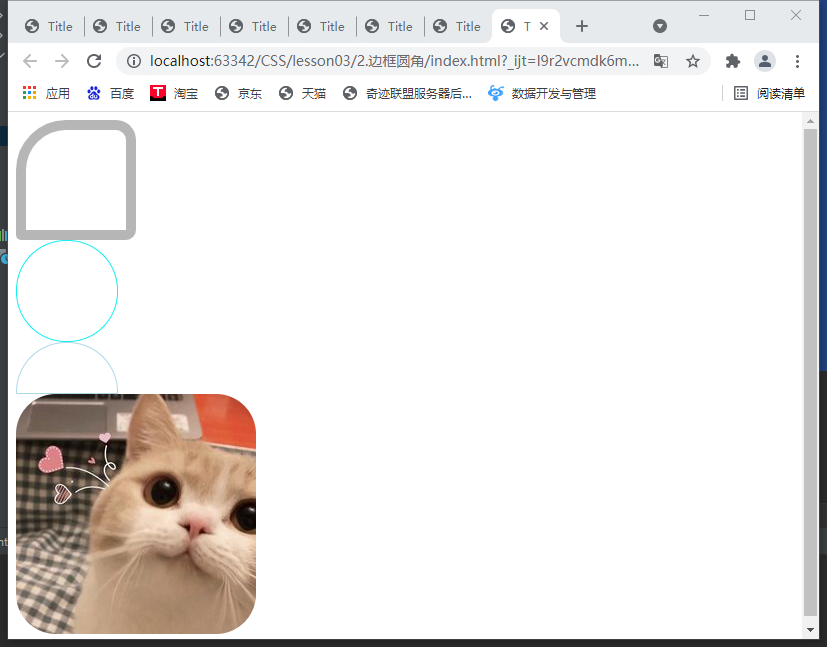 Title Title Title Title Title Title Title T
localhost:63342/CSS/lesson03/2.边框圆角/index.html?_ijt=l9r2vcmdk6m...
应用 百度 淘宝 京东 天猫 奇迹联盟服务器后... 数据开发与管理 阅读清单
nt